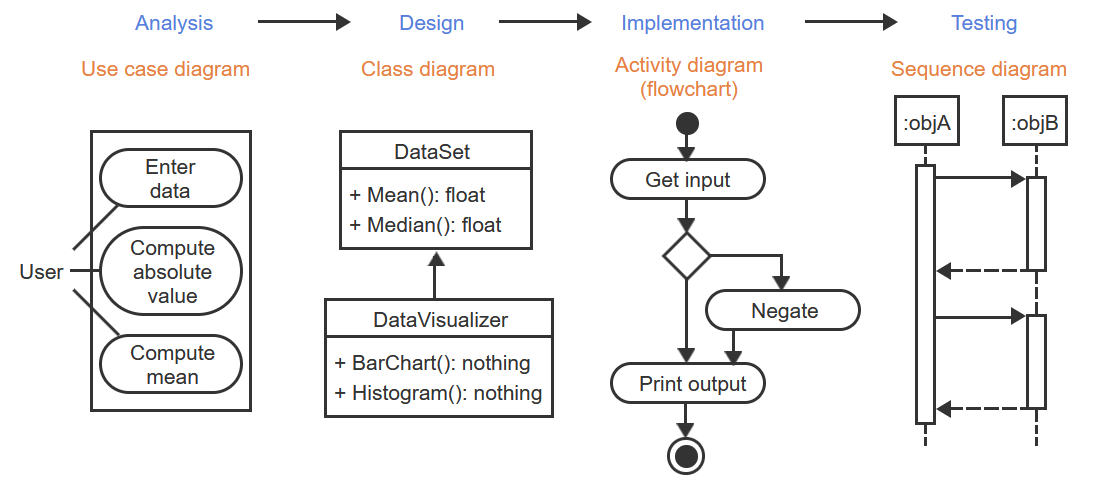 Analysis
Design
Implementation
Testing
Use case diagram
Class diagram
Activity diagram
(flowchart)
Sequence diagram
Enter
data
Compute
absolute
value
User
Compute
mean
DataSet
+ Mean(): float
+ Median(): float
DataVisualizer
+ BarChart(): nothing
+ Histogram(): nothing
Get input
Negate
Print output
:objA
:objB